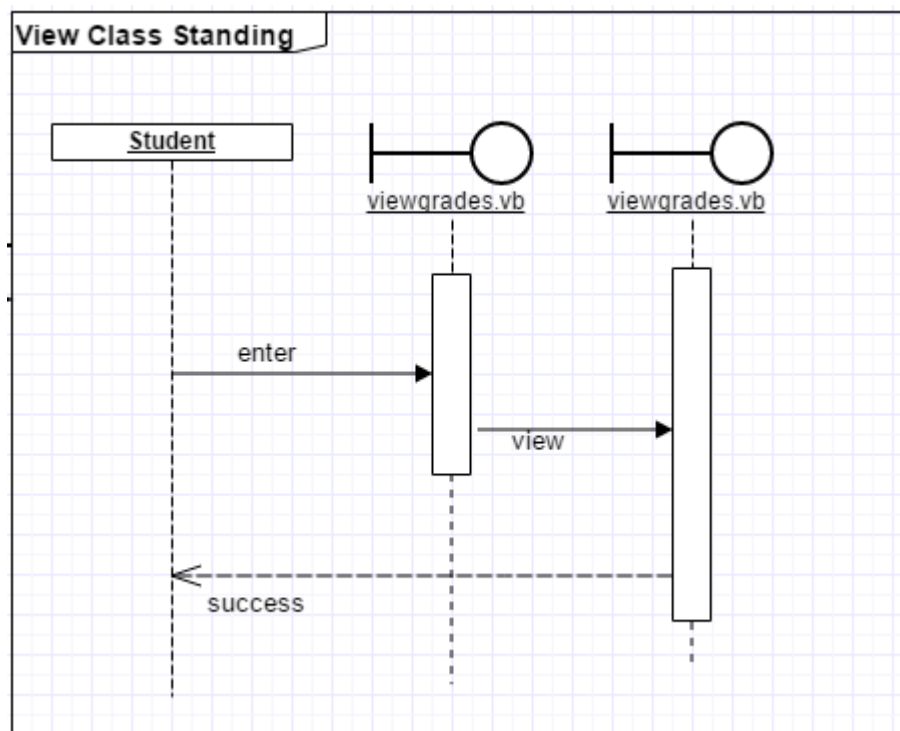 View Class Standing
Student
viewgrades.vb
viewgrades.vb
enter
view
success